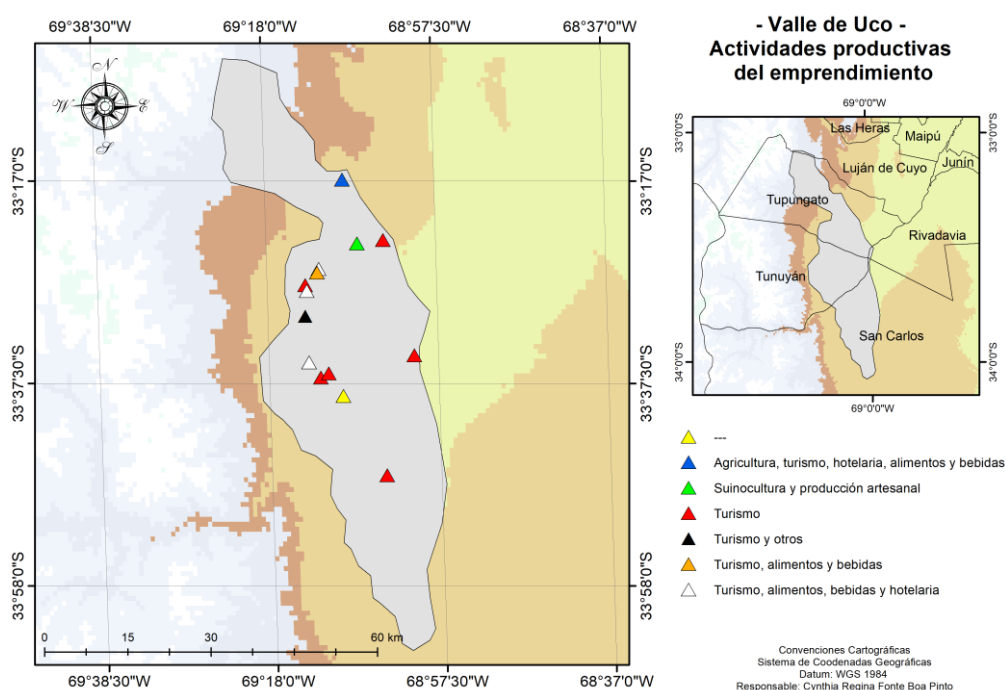 - Valle de Uco -
Actividades productivas
del emprendimiento
69°38'30"W
69°18'0"W
68°57'30"W
68°37'0"W
N
W
E
S
33°17'0"S
33°17'0"S
33°37'30"S
33°37'30"S
33°58'0"S
33°58'0"S
0
15
30
60 km
69°38'30"W
69°18'0"W
68°57'30"W
68°37'0"W
69°0'0"W
33°0'0"S
33°0'0"S
Las Heras
Maipú
Junín
Luján de Cuyo
Tupungato
Rivadavia
Tunuyán
San Carlos
34°0'0"S
34°0'0"S
69°0'0"W
---
Agricultura, turismo, hotelaria, alimentos y bebidas
Suinocultura y producción artesanal
Turismo
Turismo y otros
Turismo, alimentos y bebidas
Turismo, alimentos, bebidas y hotelaria
Convenciones Cartográficas
Sistema de Coodenadas Geográficas
Datum: WGS 1984
Responsable: Cynthia Regina Fonte Boa Pinto